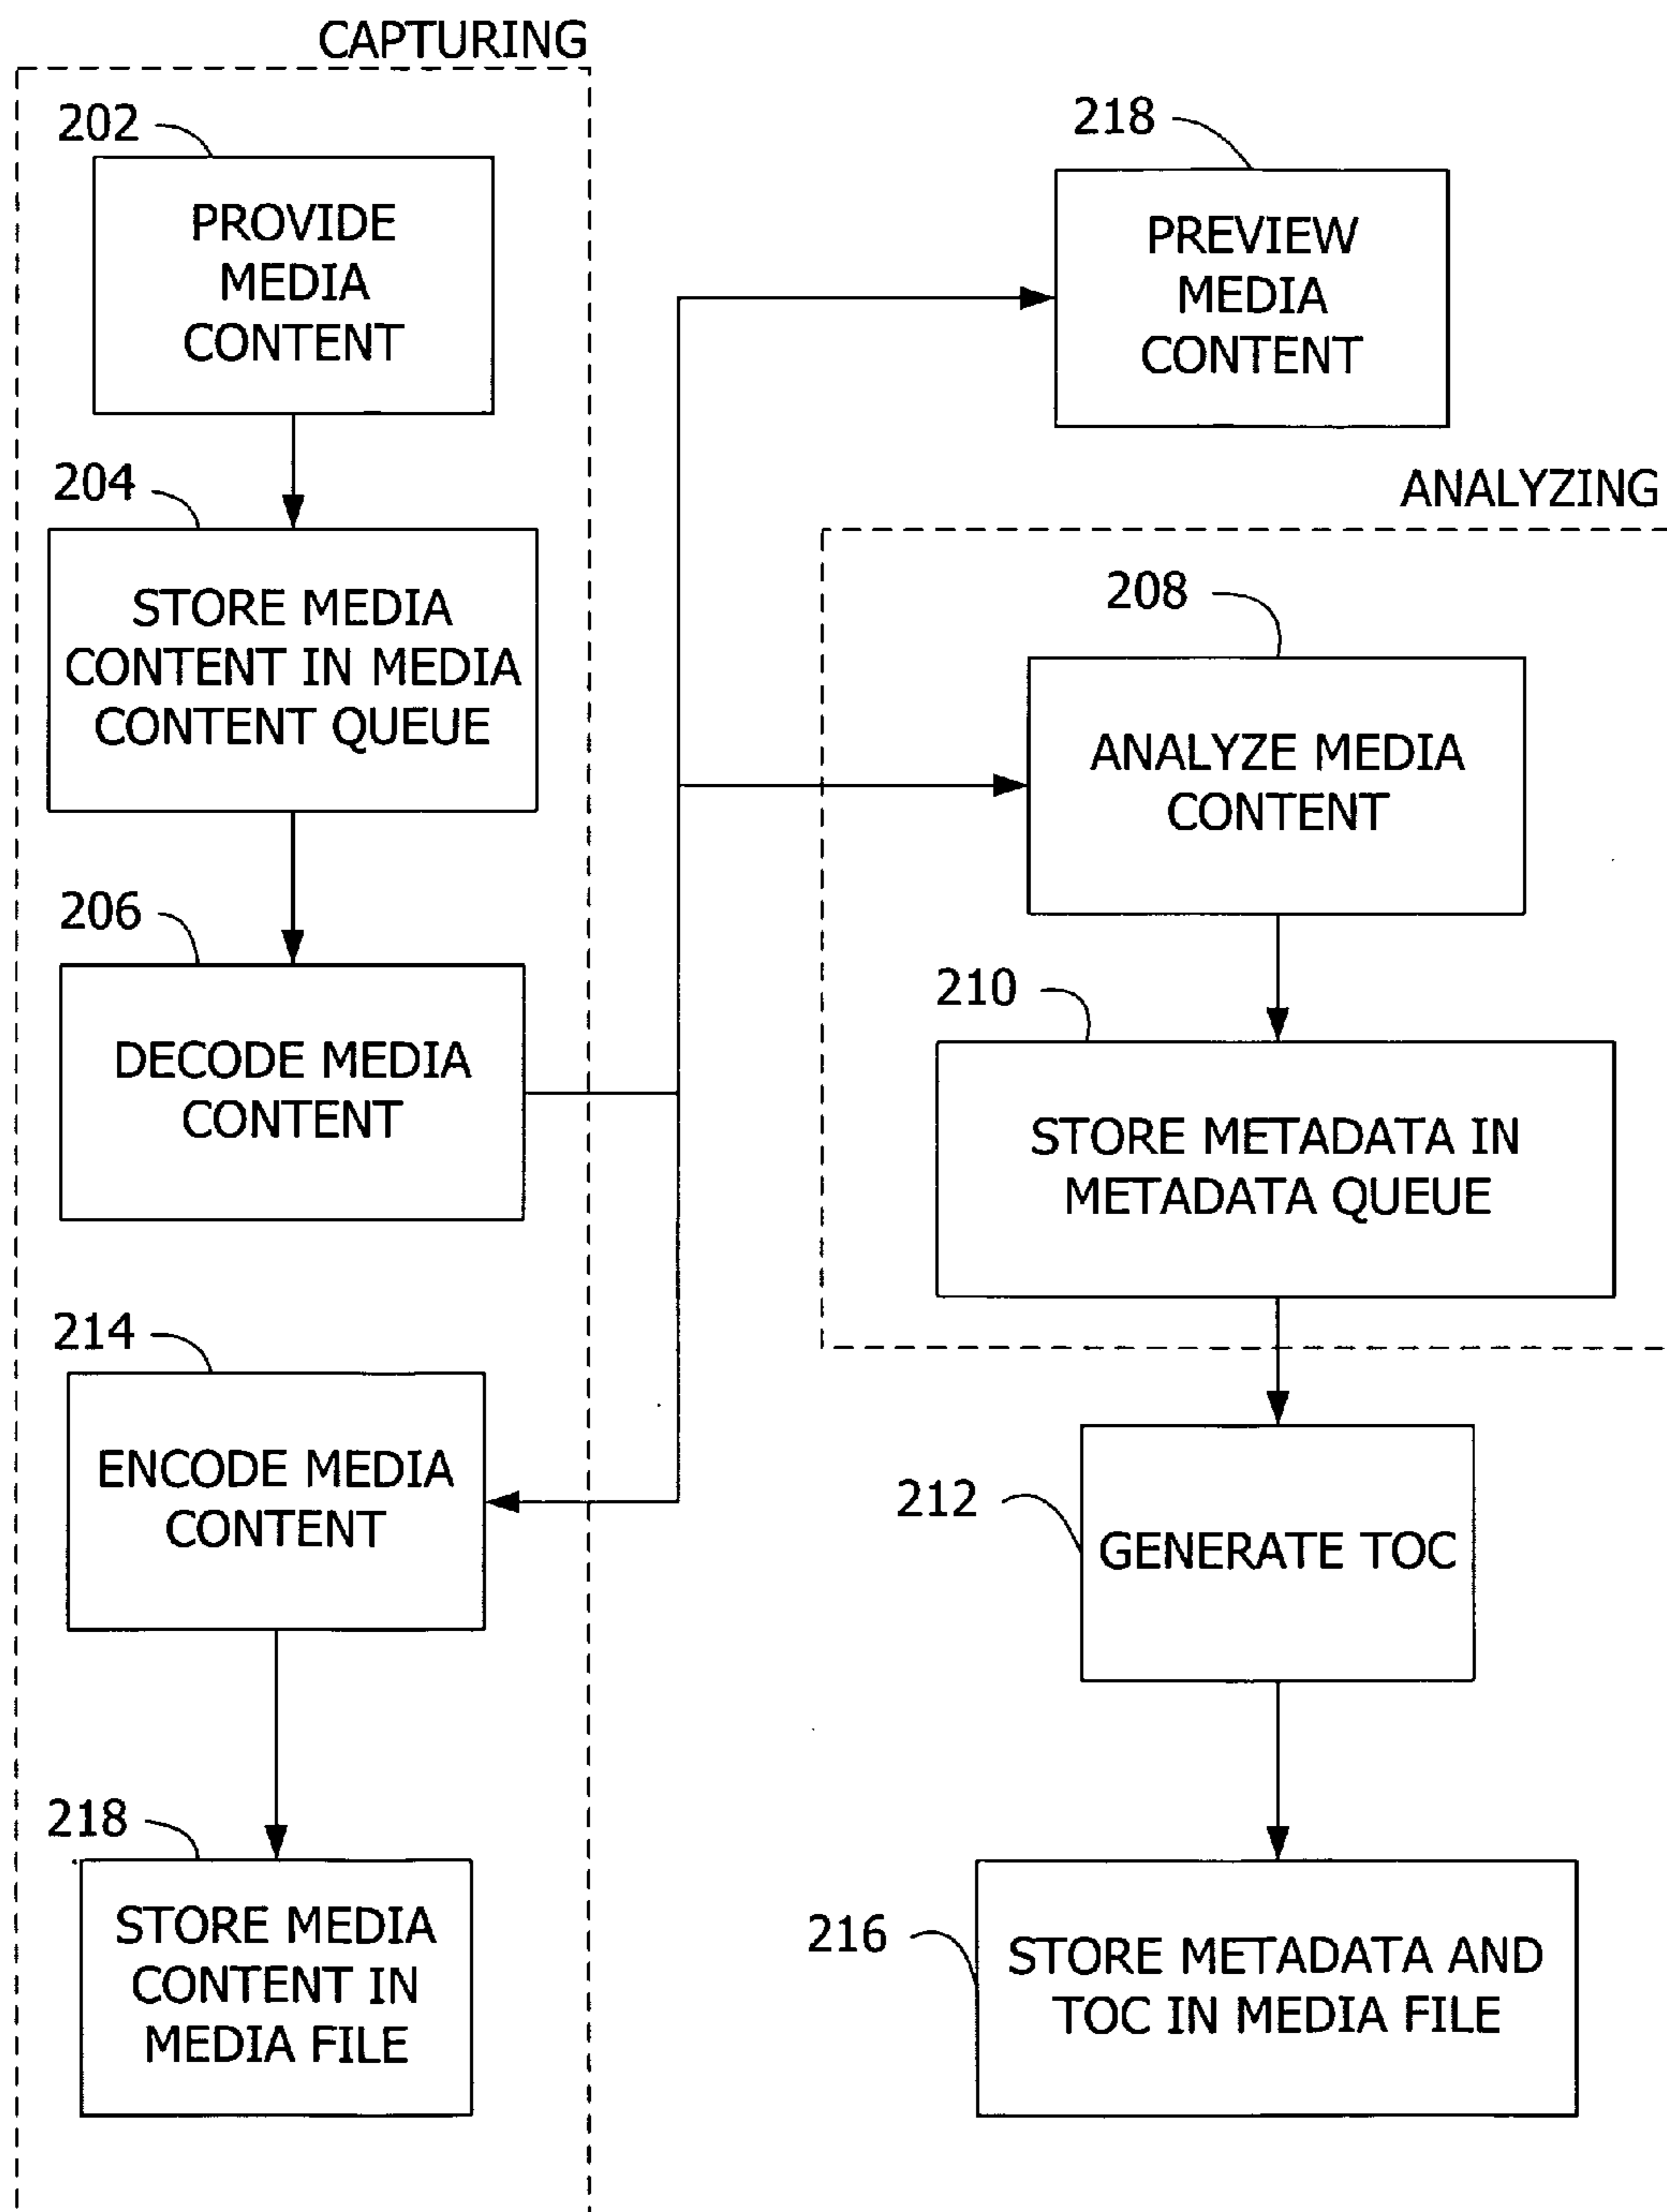 CAPTURING
202
PROVIDE
MEDIA
CONTENT
204
STORE MEDIA
CONTENT IN MEDIA
CONTENT QUEUE
206
DECODE MEDIA
CONTENT
214
ENCODE MEDIA
CONTENT
218
STORE MEDIA
CONTENT IN
MEDIA FILE
218
PREVIEW
MEDIA
CONTENT
ANALYZING
208
ANALYZE MEDIA
CONTENT
210
STORE METADATA IN
METADATA QUEUE
212
GENERATE TOC
216
STORE METADATA AND
TOC IN MEDIA FILE